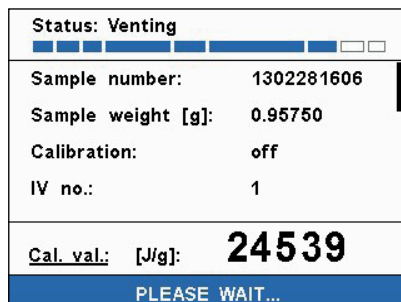 Status: Venting
Sample number: 1302281606
Sample weight [g]: 0.95750
Calibration: off
IV no.: 1
Cal. val.: [J/g]: 24539
PLEASE WAIT...